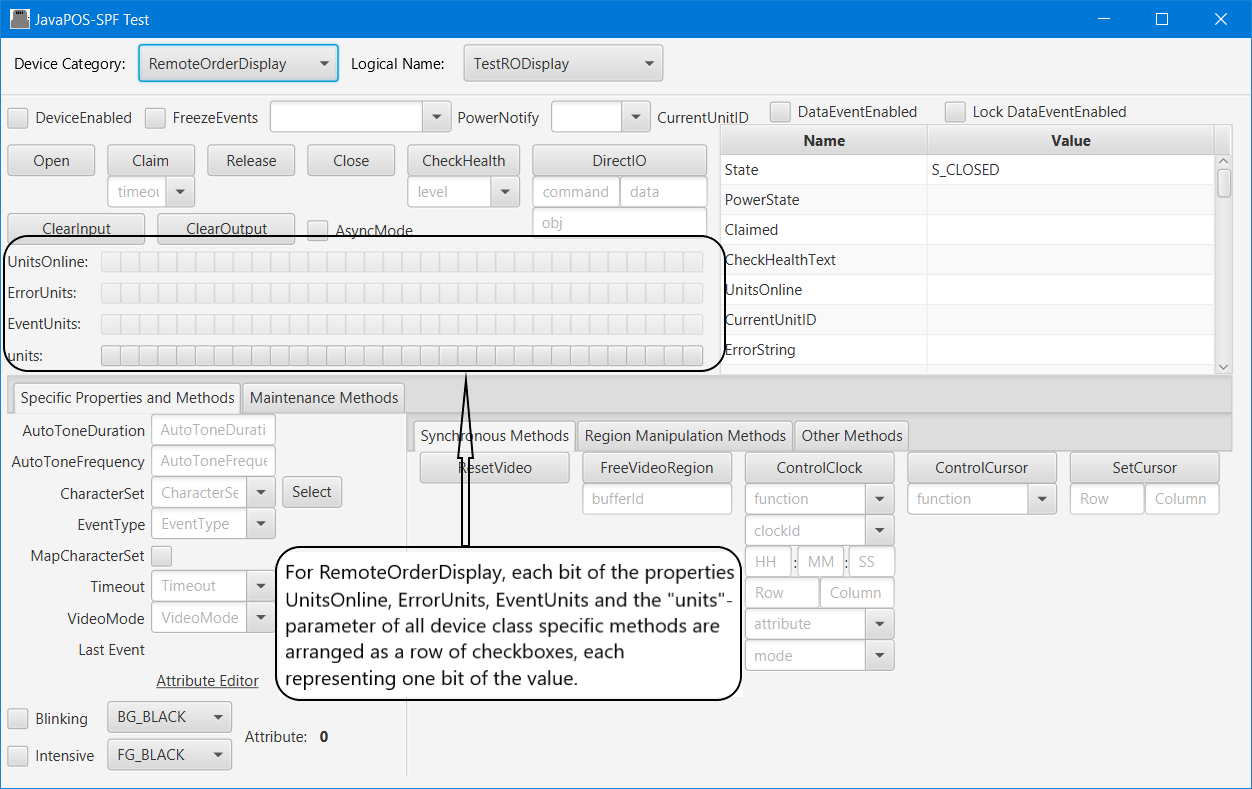 JavaPOS-SPF Test
Device Category: RemoteOrderDisplay Logical Name: TestRODisplay
DeviceEnabled FreezeEvents PowerNotify CurrentUnitID DataEventEnabled Lock DataEventEnabled
Open Claim Release Close CheckHealth DirectIO
timeou level command data
obj
ClearInput ClearOutput AsyncMode
UnitsOnline:
ErrorUnits:
EventUnits:
units:
Name Value
State S_CLOSED
PowerState
Claimed
CheckHealthText
UnitsOnline
CurrentUnitID
ErrorString
Specific Properties and Methods Maintenance Methods
AutoToneDuration AutoToneDurati
AutoToneFrequency AutoToneFreque
CharacterSet CharacterSe Select
EventType EventType
MapCharacterSet
Timeout Timeout
VideoMode VideoMode
Last Event
Attribute Editor
Blinking BG_BLACK
Intensive FG_BLACK
Attribute: 0
Synchronous Methods Region Manipulation Methods Other Methods
ResetVideo FreeVideoRegion ControlClock ControlCursor SetCursor
bufferId function function Row Column
clockId
HH : MM : SS
Row Column
attribute
mode
For RemoteOrderDisplay, each bit of the properties
UnitsOnline, ErrorUnits, EventUnits and the "units"-
parameter of all device class specific methods are
arranged as a row of checkboxes, each
representing one bit of the value.